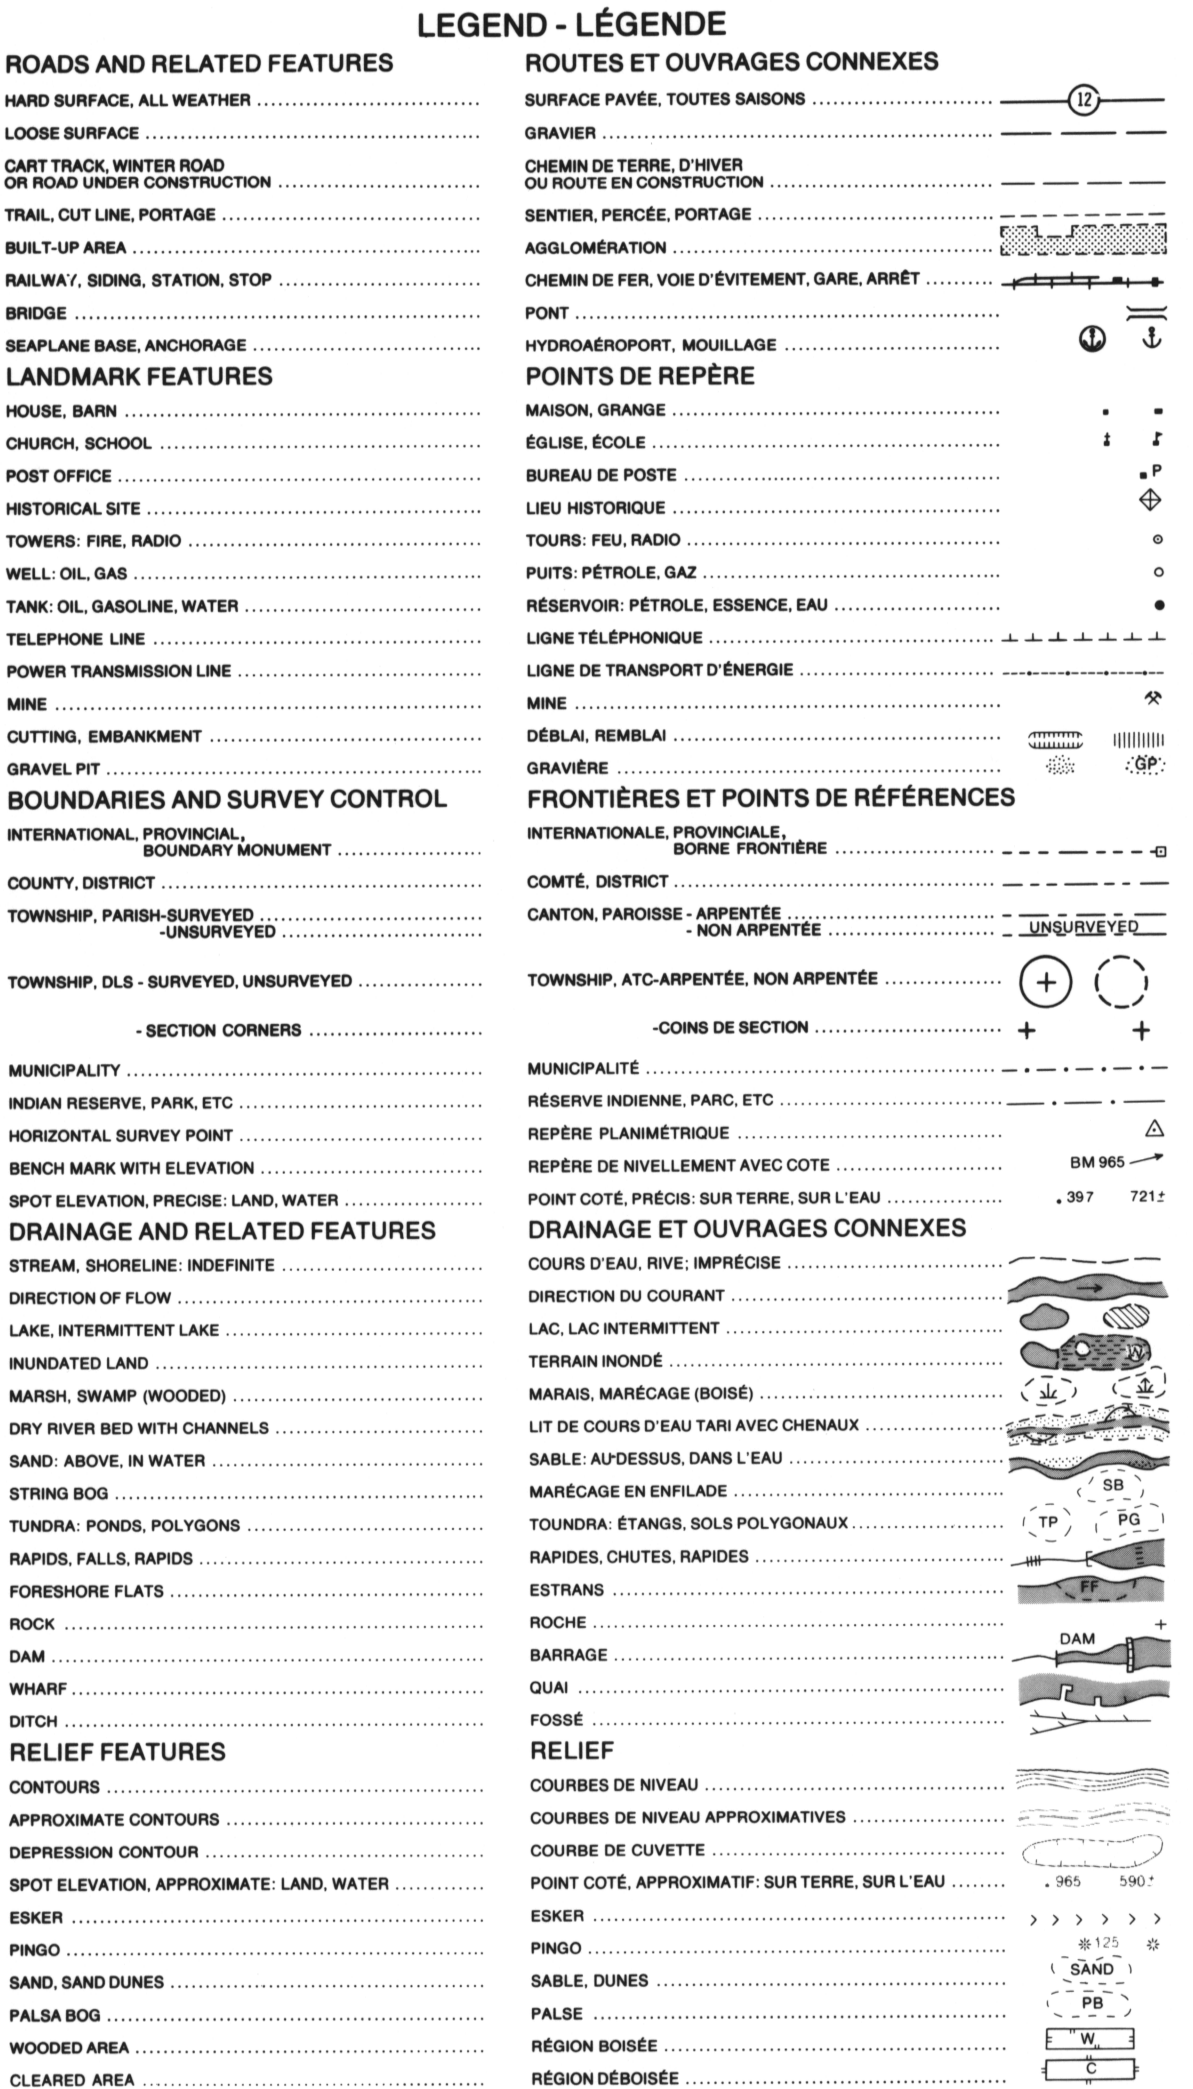 LEGEND - LÉGENDE
ROADS AND RELATED FEATURES ROUTES ET OUVRAGES CONNEXES
HARD SURFACE, ALL WEATHER SURFACE PAVÉE, TOUTES SAISONS 12
LOOSE SURFACE GRAVIER
CART TRACK, WINTER ROAD CHEMIN DE TERRE, D'HIVER
OR ROAD UNDER CONSTRUCTION OU ROUTE EN CONSTRUCTION
TRAIL, CUT LINE, PORTAGE SENTIER, PERCÉE, PORTAGE
BUILT-UP AREA AGGLOMÉRATION
RAILWAY, SIDING, STATION, STOP CHEMIN DE FER, VOIE D'ÉVITEMENT, GARE, ARRÊT
BRIDGE PONT
SEAPLANE BASE, ANCHORAGE HYDROAÉROPORT, MOUILLAGE
LANDMARK FEATURES POINTS DE REPÈRE
HOUSE, BARN MAISON, GRANGE
CHURCH, SCHOOL ÉGLISE, ÉCOLE
POST OFFICE BUREAU DE POSTE P
HISTORICAL SITE LIEU HISTORIQUE
TOWERS: FIRE, RADIO TOURS: FEU, RADIO
WELL: OIL, GAS PUITS: PÉTROLE, GAZ
TANK: OIL, GASOLINE, WATER RÉSERVOIR: PÉTROLE, ESSENCE, EAU
TELEPHONE LINE LIGNE TÉLÉPHONIQUE
POWER TRANSMISSION LINE LIGNE DE TRANSPORT D'ÉNERGIE
MINE MINE
CUTTING, EMBANKMENT DÉBLAI, REMBLAI
GRAVEL PIT GRAVIÈRE GP
BOUNDARIES AND SURVEY CONTROL FRONTIÈRES ET POINTS DE RÉFÉRENCES
INTERNATIONAL, PROVINCIAL, INTERNATIONALE, PROVINCIALE,
BOUNDARY MONUMENT BORNE FRONTIÈRE
COUNTY, DISTRICT COMTÉ, DISTRICT
TOWNSHIP, PARISH-SURVEYED CANTON, PAROISSE - ARPENTÉE
-UNSURVEYED - NON ARPENTÉE UNSURVEYED
TOWNSHIP, DLS - SURVEYED, UNSURVEYED TOWNSHIP, ATC-ARPENTÉE, NON ARPENTÉE
- SECTION CORNERS -COINS DE SECTION
MUNICIPALITY MUNICIPALITÉ
INDIAN RESERVE, PARK, ETC RÉSERVE INDIENNE, PARC, ETC
HORIZONTAL SURVEY POINT REPÈRE PLANIMÉTRIQUE
BENCH MARK WITH ELEVATION REPÈRE DE NIVELLEMENT AVEC COTE BM 965
SPOT ELEVATION, PRECISE: LAND, WATER POINT COTÉ, PRÉCIS: SUR TERRE, SUR L'EAU .397 721±
DRAINAGE AND RELATED FEATURES DRAINAGE ET OUVRAGES CONNEXES
STREAM, SHORELINE: INDEFINITE COURS D'EAU, RIVE; IMPRÉCISE
DIRECTION OF FLOW DIRECTION DU COURANT
LAKE, INTERMITTENT LAKE LAC, LAC INTERMITTENT
INUNDATED LAND TERRAIN INONDÉ W
MARSH, SWAMP (WOODED) MARAIS, MARÉCAGE (BOISÉ)
DRY RIVER BED WITH CHANNELS LIT DE COURS D'EAU TARI AVEC CHENAUX
SAND: ABOVE, IN WATER SABLE: AU-DESSUS, DANS L'EAU
STRING BOG MARÉCAGE EN ENFILADE SB
TUNDRA: PONDS, POLYGONS TOUNDRA: ÉTANGS, SOLS POLYGONAUX TP PG
RAPIDS, FALLS, RAPIDS RAPIDES, CHUTES, RAPIDES
FORESHORE FLATS ESTRANS FF
ROCK ROCHE
DAM BARRAGE DAM
WHARF QUAI
DITCH FOSSÉ
RELIEF FEATURES RELIEF
CONTOURS COURBES DE NIVEAU
APPROXIMATE CONTOURS COURBES DE NIVEAU APPROXIMATIVES
DEPRESSION CONTOUR COURBE DE CUVETTE
SPOT ELEVATION, APPROXIMATE: LAND, WATER POINT COTÉ, APPROXIMATIF: SUR TERRE, SUR L'EAU .965 590±
ESKER ESKER
PINGO PINGO 125
SAND, SAND DUNES SABLE, DUNES SAND
PALSA BOG PALSE PB
WOODED AREA RÉGION BOISÉE W
CLEARED AREA RÉGION DÉBOISÉE C